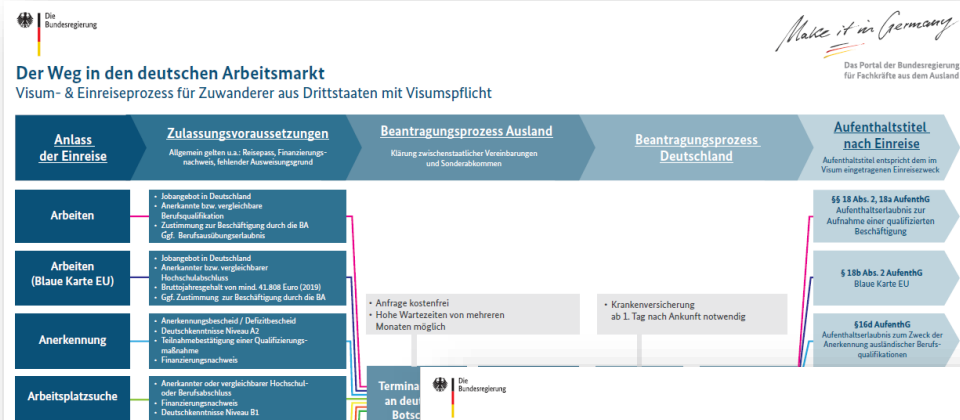 Die
Bundesregierung
Make it in Germany
Das Portal der Bundesregierung
für Fachkräfte aus dem Ausland
Der Weg in den deutschen Arbeitsmarkt
Visum- & Einreiseprozess für Zuwanderer aus Drittstaaten mit Visumspflicht
Anlass
der Einreise
Zulassungsvoraussetzungen
Allgemein gelten u.a.: Reisepass, Finanzierungs-
nachweis, fehlender Ausweisungsgrund
Beantragungsprozess Ausland
Klärung zwischenstaatlicher Vereinbarungen
und Sonderabkommen
Beantragungsprozess
Deutschland
Aufenthaltstitel
nach Einreise
Aufenthaltstitel entspricht dem im
Visum eingetragenen Einreisezweck
Arbeiten
• Jobangebot in Deutschland
• Anerkannte bzw. vergleichbare
Berufsqualifikation
• Zustimmung zur Beschäftigung durch die BA
Ggf. Berufsausübungserlaubnis
§§ 18 Abs. 2, 18a AufenthG
Aufenthaltserlaubnis zur
Aufnahme einer qualifizierten
Beschäftigung
Arbeiten
(Blaue Karte EU)
• Jobangebot in Deutschland
• Anerkannter bzw. vergleichbarer
Hochschulabschluss
• Bruttojahresgehalt von mind. 41.808 Euro (2019)
• Ggf. Zustimmung zur Beschäftigung durch die BA
§ 18b Abs. 2 AufenthG
Blaue Karte EU
• Anfrage kostenfrei
• Hohe Wartezeiten von mehreren
Monaten möglich
• Krankenversicherung
ab 1. Tag nach Ankunft notwendig
Anerkennung
• Anerkennungsbescheid / Defizitbescheid
• Deutschkenntnisse Niveau A2
• Teilnahmebestätigung einer Qualifizierungs-
maßnahme
• Finanzierungsnachweis
§16d AufenthG
Aufenthaltserlaubnis zum Zweck der
Anerkennung ausländischer Berufs-
qualifikationen
Arbeitsplatzsuche
• Anerkannter oder vergleichbarer Hochschul-
oder Berufsabschluss
• Finanzierungsnachweis
• Deutschkenntnisse Niveau B1
Termina
an deu
Botsc
Die
Bundesregierung